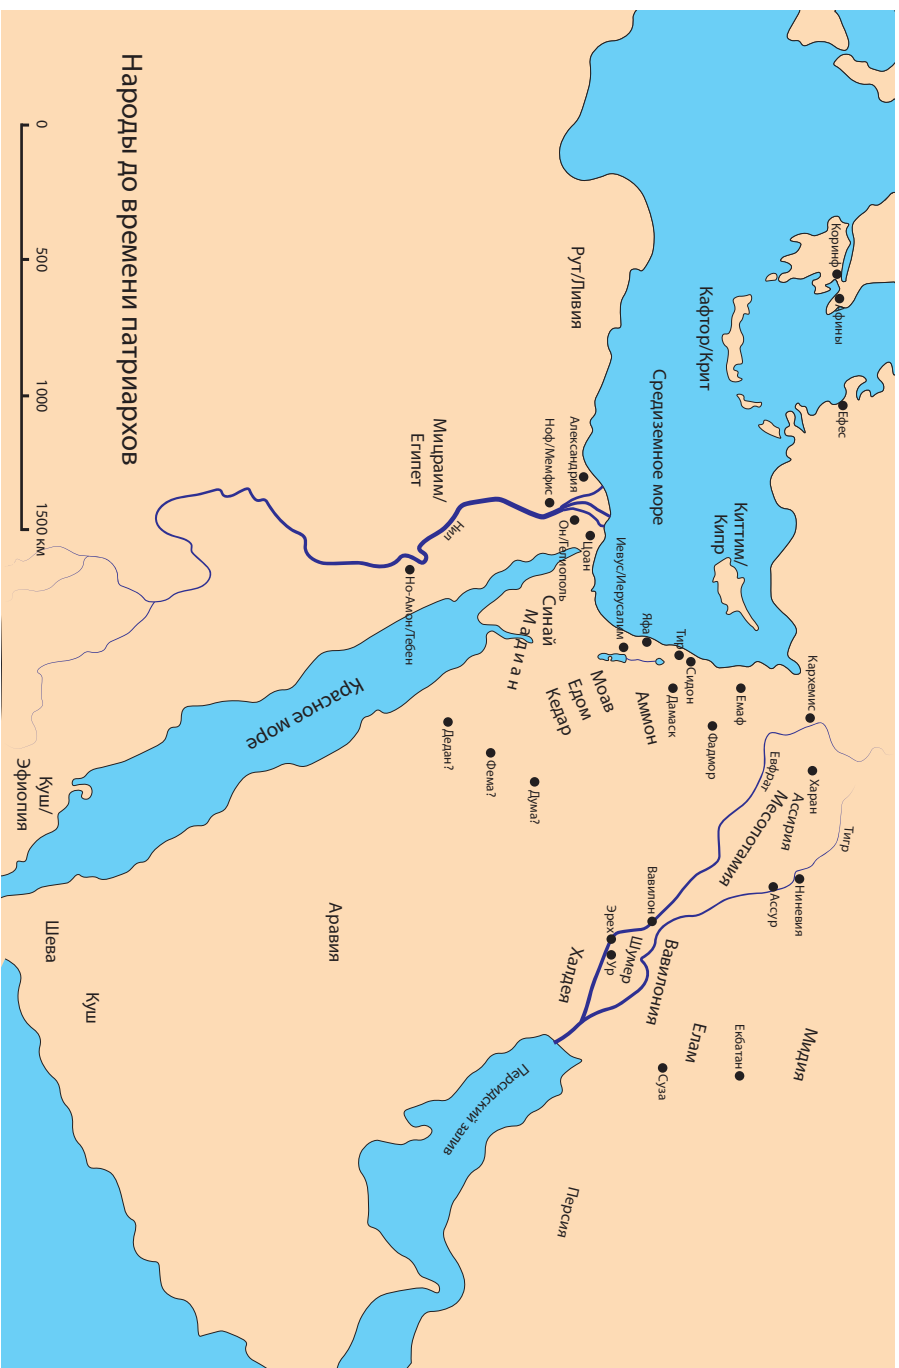 Коринф
Афины
Ефес
Кафтор/Крит
Средиземное море
Киттим/
Кипр
Рут/Ливия
Александрия
Ноф/Мемфис
Он/Гелиополь
Цоан
Мицраим/
Египет
Нил
Но-Амон/Тебен
Иевус/Иерусалим
Яфа
Тир
Сидон
Дамаск
Емаф
Фадмор
Кархемис
Харан
Евфрат
Ассирия
Месопотамия
Тигр
Ниневия
Ассур
Синай
Мадиан
Моав
Едом
Кедар
Аммон
Дедан?
Фема?
Дума?
Красное море
Вавилон
Эрех
Ур
Шумер
Вавилония
Халдея
Елам
Екбатан
Суза
Мидия
Персидский залив
Персия
Аравия
Куш/
Эфиопия
Шева
Куш
Народы до времени патриархов
0
500
1000
1500 км